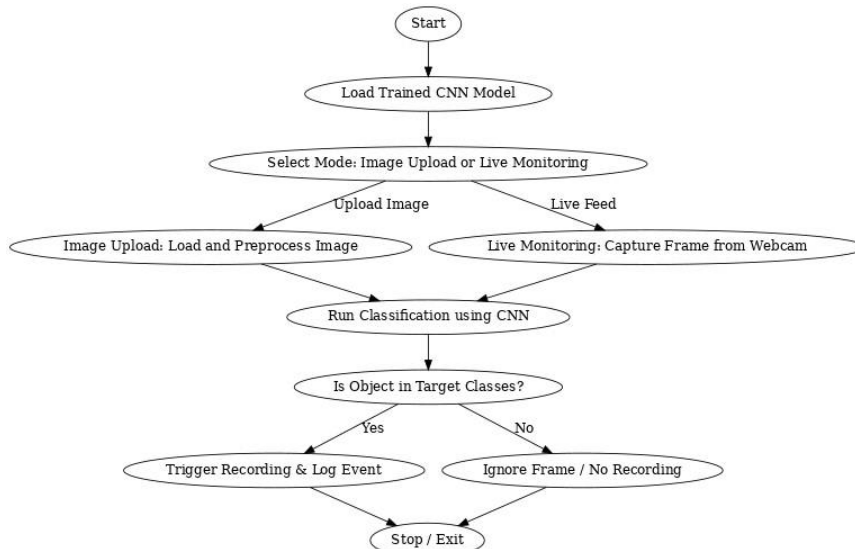 Start
Load Trained CNN Model
Select Mode: Image Upload or Live Monitoring
Upload Image
Live Feed
Image Upload: Load and Preprocess Image
Live Monitoring: Capture Frame from Webcam
Run Classification using CNN
Is Object in Target Classes?
Yes
No
Trigger Recording & Log Event
Ignore Frame / No Recording
Stop / Exit